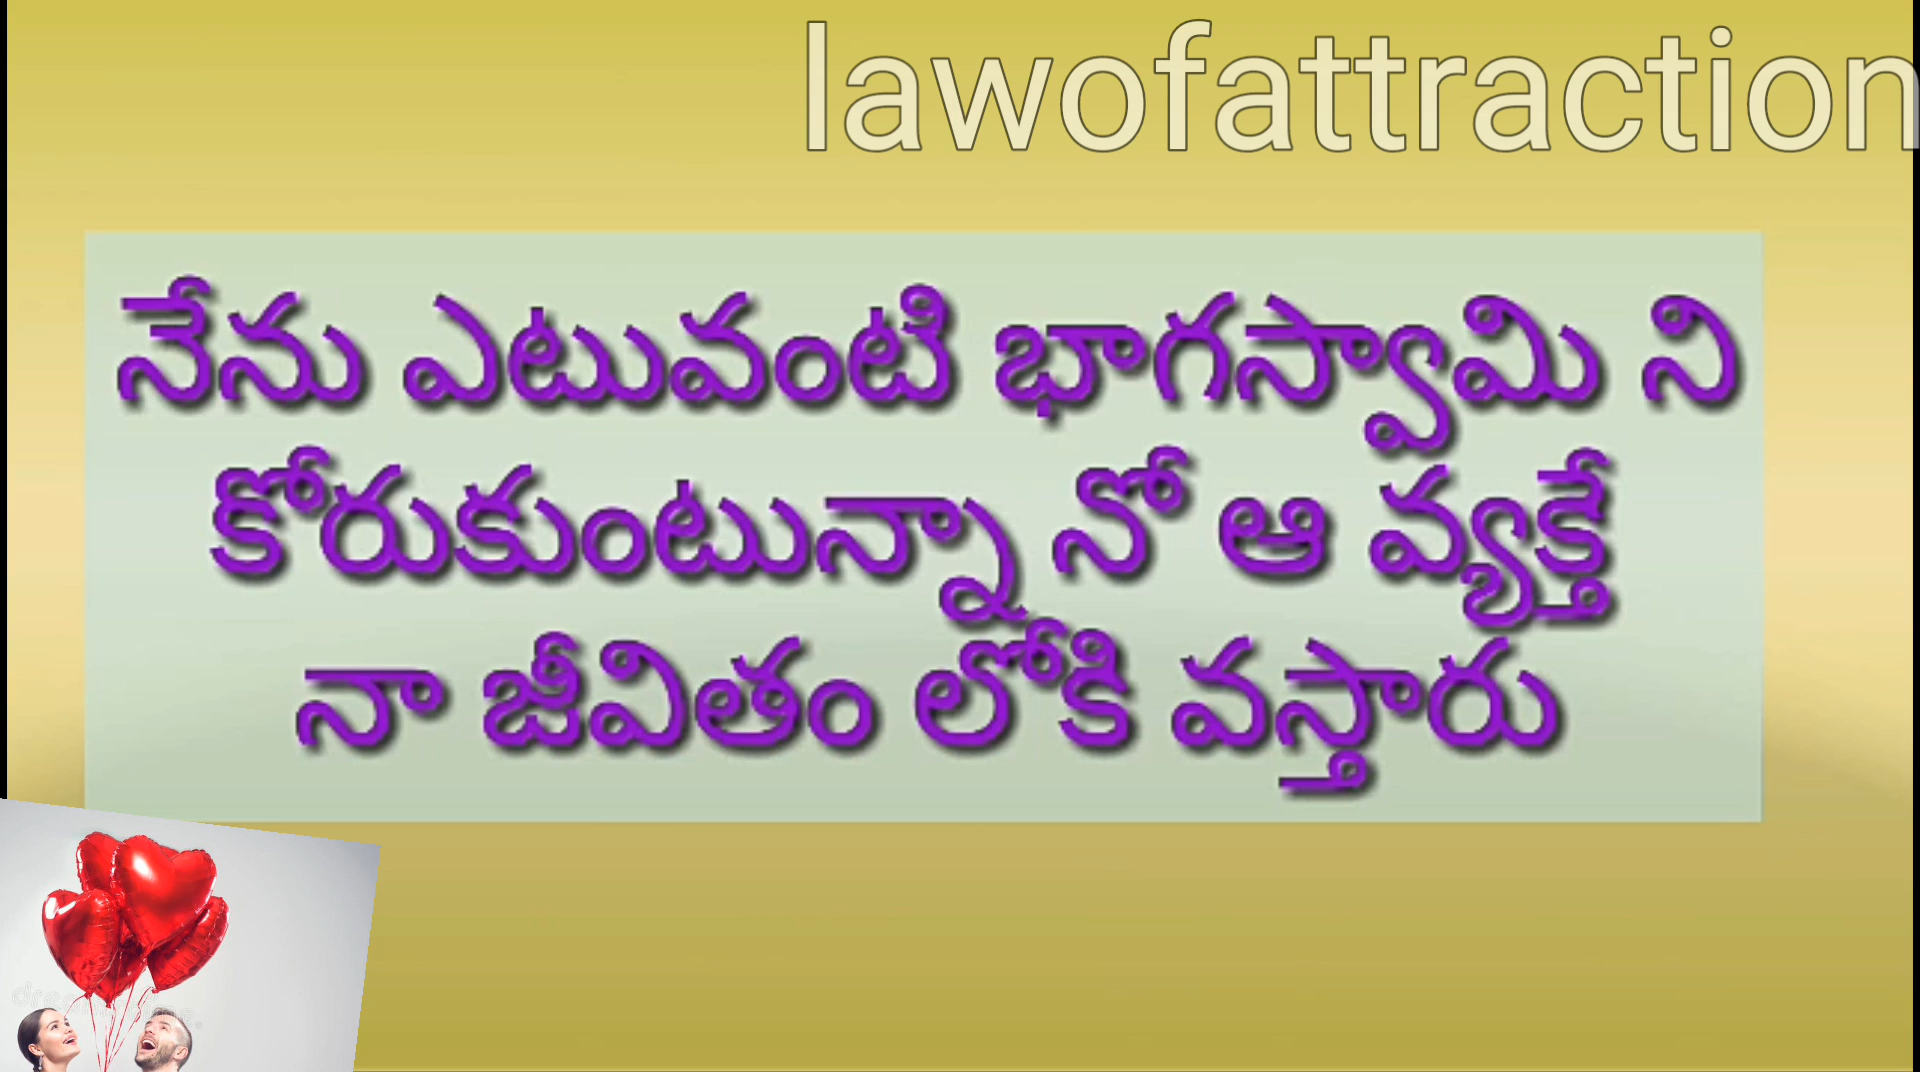 lawofattraction
నేను ఎటువంటి భాగస్వామి ని
కోరుకుంటున్నా నో ఆ వ్యక్తే
నా జీవితం లోకి వస్తారు